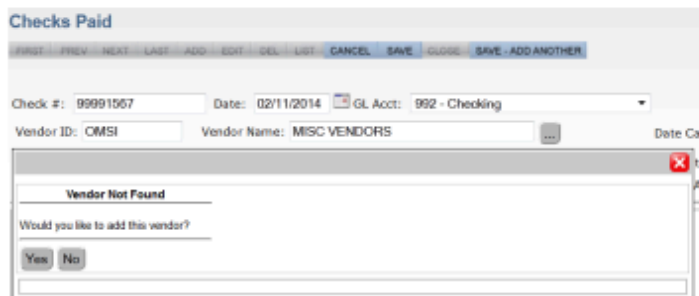 Checks Paid
FIRST PREV NEXT LAST ADD EDIT DEL LIST CANCEL SAVE CLOSE SAVE - ADD ANOTHER
Check #: 99991567 Date: 02/11/2014 GL Acct: 992 - Checking
Vendor ID: OMSI Vendor Name: MISC VENDORS ... Date Ca
Vendor Not Found
Would you like to add this vendor?
Yes No